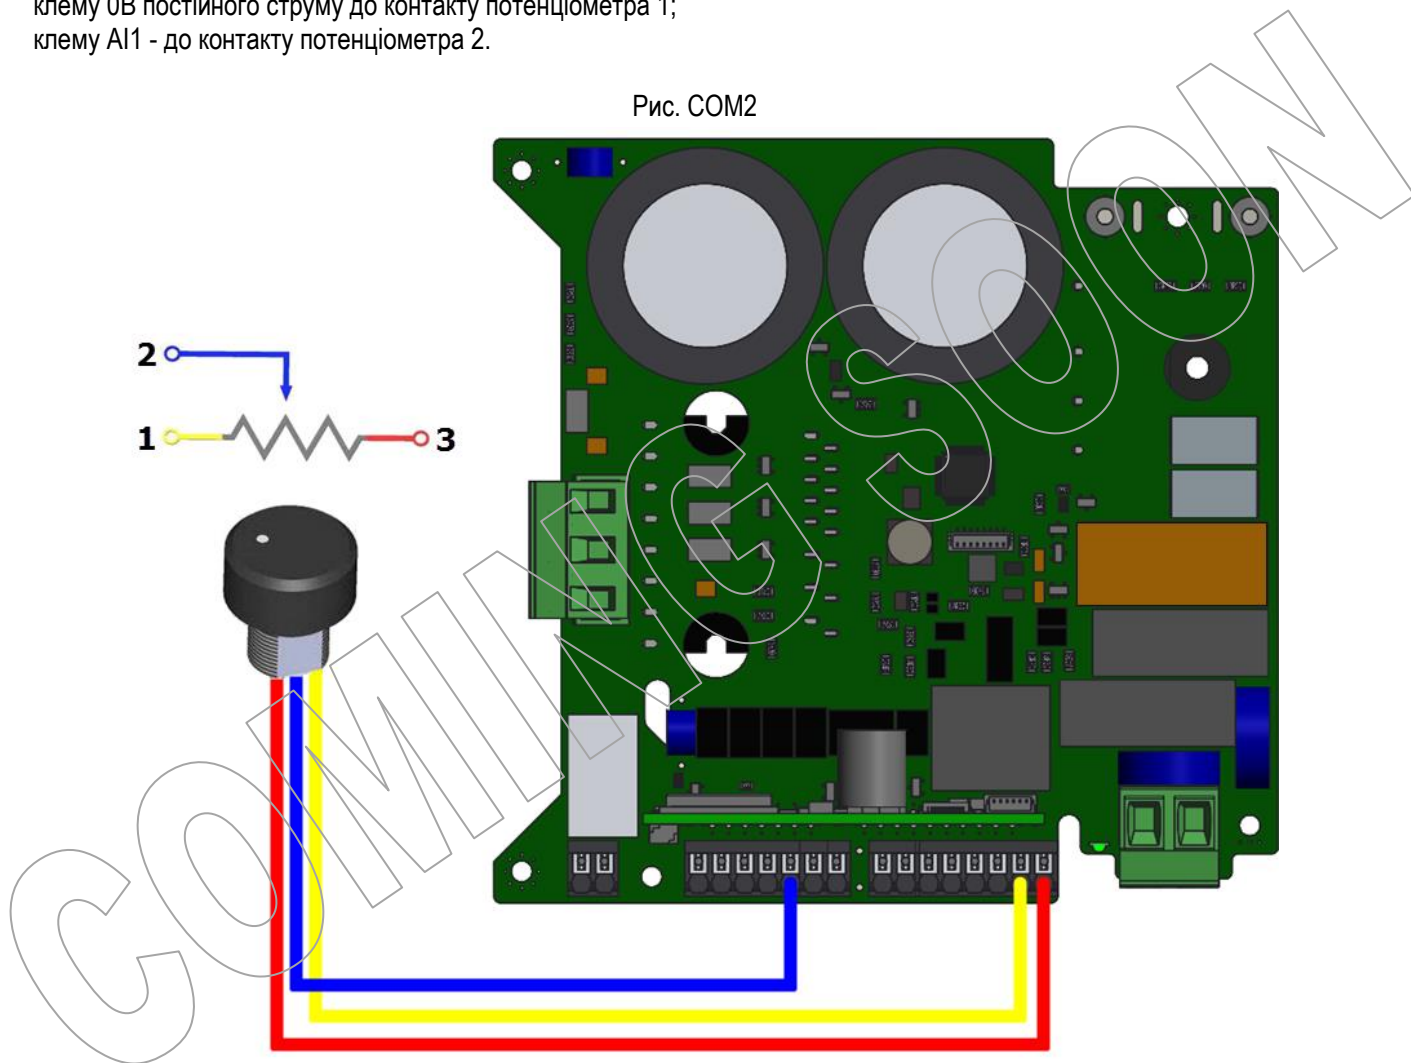 клему 0В постійного струму до контакту потенціометра 1;
клему AI1 - до контакту потенціометра 2.
Рис. COM2
2
1
3
COMING SOON